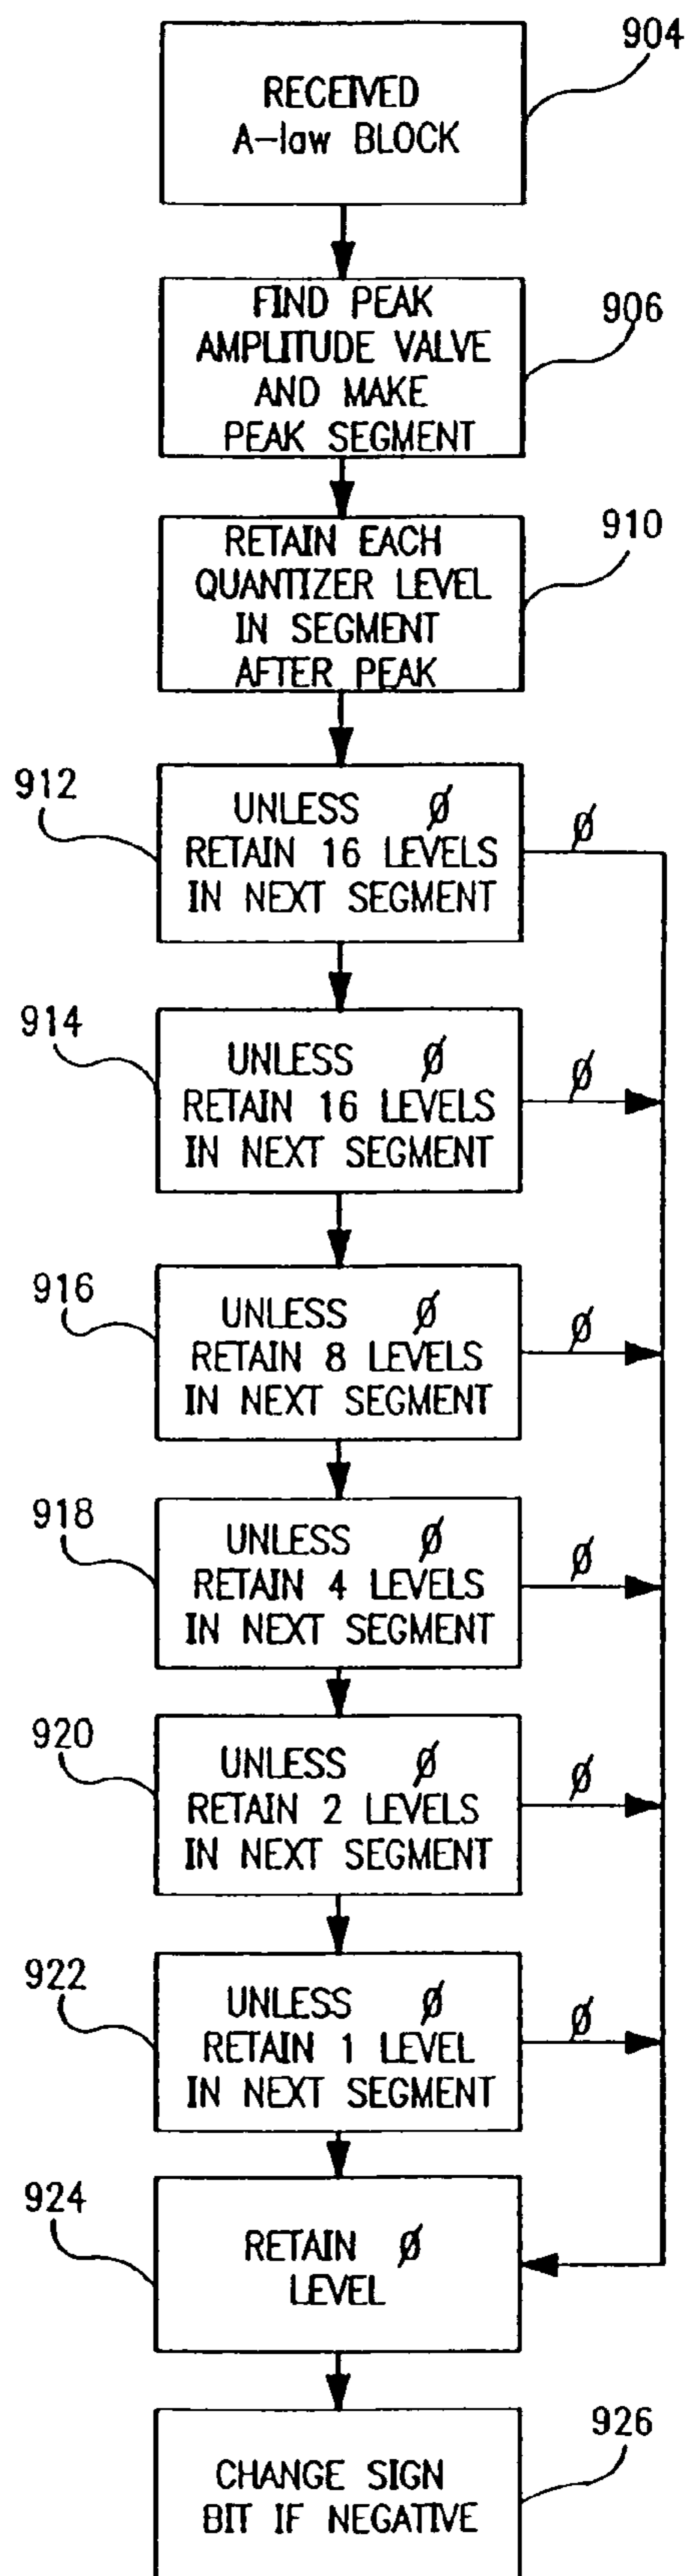 904
RECEIVED
A-law BLOCK
906
FIND PEAK
AMPLITUDE VALVE
AND MAKE
PEAK SEGMENT
910
RETAIN EACH
QUANTIZER LEVEL
IN SEGMENT
AFTER PEAK
912
UNLESS Ø
RETAIN 16 LEVELS
IN NEXT SEGMENT
Ø
914
UNLESS Ø
RETAIN 16 LEVELS
IN NEXT SEGMENT
Ø
916
UNLESS Ø
RETAIN 8 LEVELS
IN NEXT SEGMENT
Ø
918
UNLESS Ø
RETAIN 4 LEVELS
IN NEXT SEGMENT
Ø
920
UNLESS Ø
RETAIN 2 LEVELS
IN NEXT SEGMENT
Ø
922
UNLESS Ø
RETAIN 1 LEVEL
IN NEXT SEGMENT
Ø
924
RETAIN Ø
LEVEL
926
CHANGE SIGN
BIT IF NEGATIVE